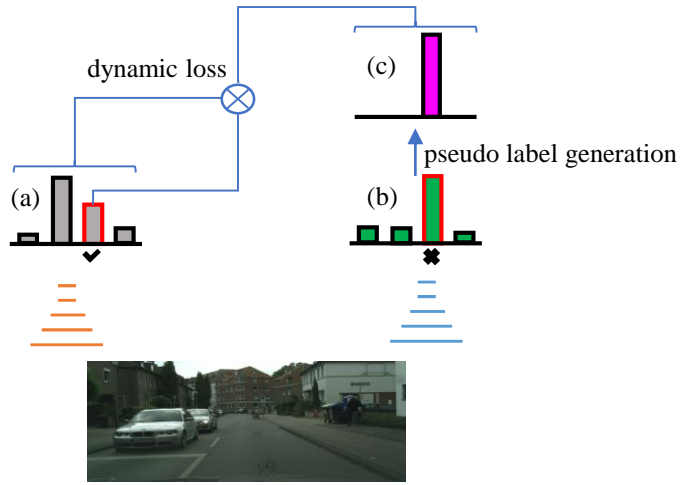 (c)
dynamic loss
pseudo label generation
(a)
(b)